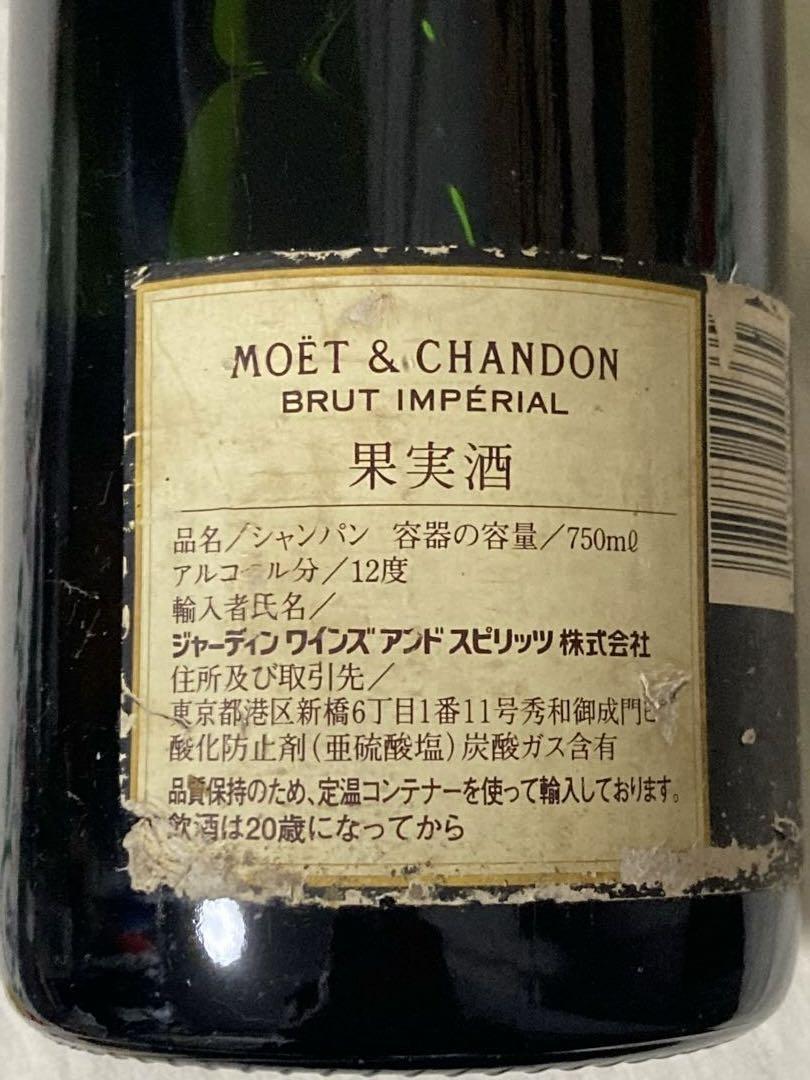 MOËT & CHANDON
BRUT IMPÉRIAL
果実酒
品名/シャンパン 容器の容量/750mℓ
アルコール分/12度
輸入者氏名/
ジャーディン ワインズ アンド スピリッツ 株式会社
住所及び取引先/
東京都港区新橋6丁目1番11号秀和御成門ビ
酸化防止剤(亜硫酸塩)炭酸ガス含有
品質保持のため、定温コンテナーを使って輸入しております。
飲酒は20歳になってから